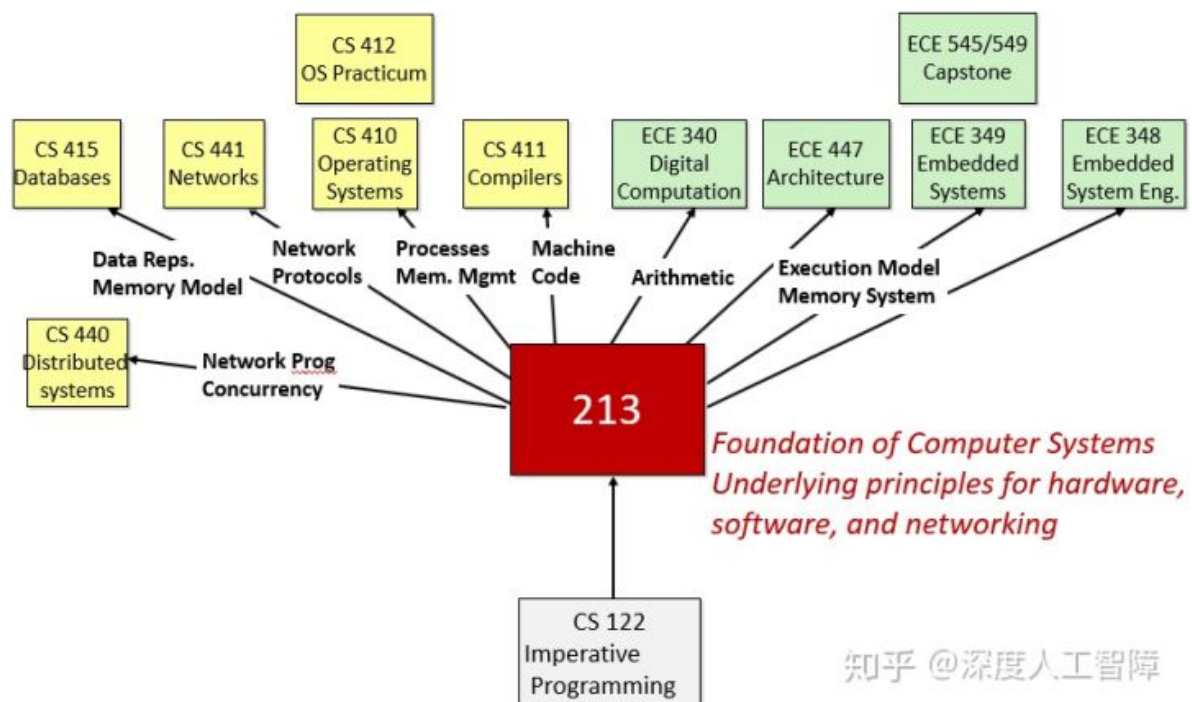 CS 412
OS Practicum
ECE 545/549
Capstone
CS 415
Databases
CS 441
Networks
CS 410
Operating
Systems
CS 411
Compilers
ECE 340
Digital
Computation
ECE 447
Architecture
ECE 349
Embedded
Systems
ECE 348
Embedded
System Eng.
Data Reps.
Memory Model
Network
Protocols
Processes
Mem. Mgmt
Machine
Code
Arithmetic
Execution Model
Memory System
CS 440
Distributed
systems
Network Prog
Concurrency
213
Foundation of Computer Systems
Underlying principles for hardware,
software, and networking
CS 122
Imperative
Programming
知乎 @深度人工智障